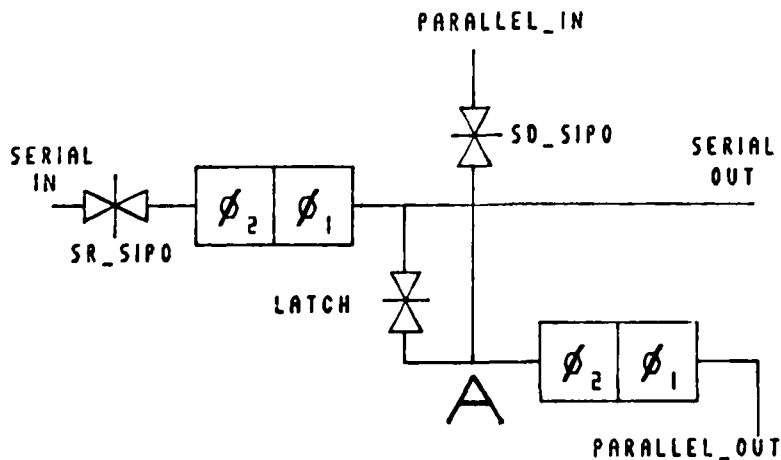 PARALLEL_IN
SD_SIPO
SERIAL
IN
SERIAL
OUT
ø2 ø1
SR_SIPO
LATCH
ø2 ø1
A
PARALLEL_OUT